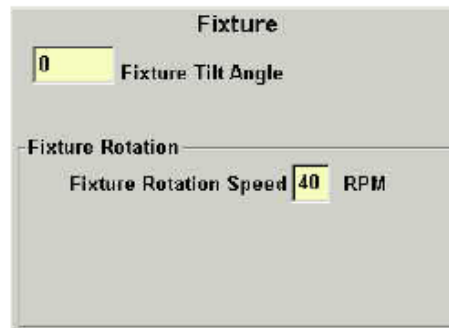 Fixture
0 Fixture Tilt Angle
Fixture Rotation
Fixture Rotation Speed 40 RPM